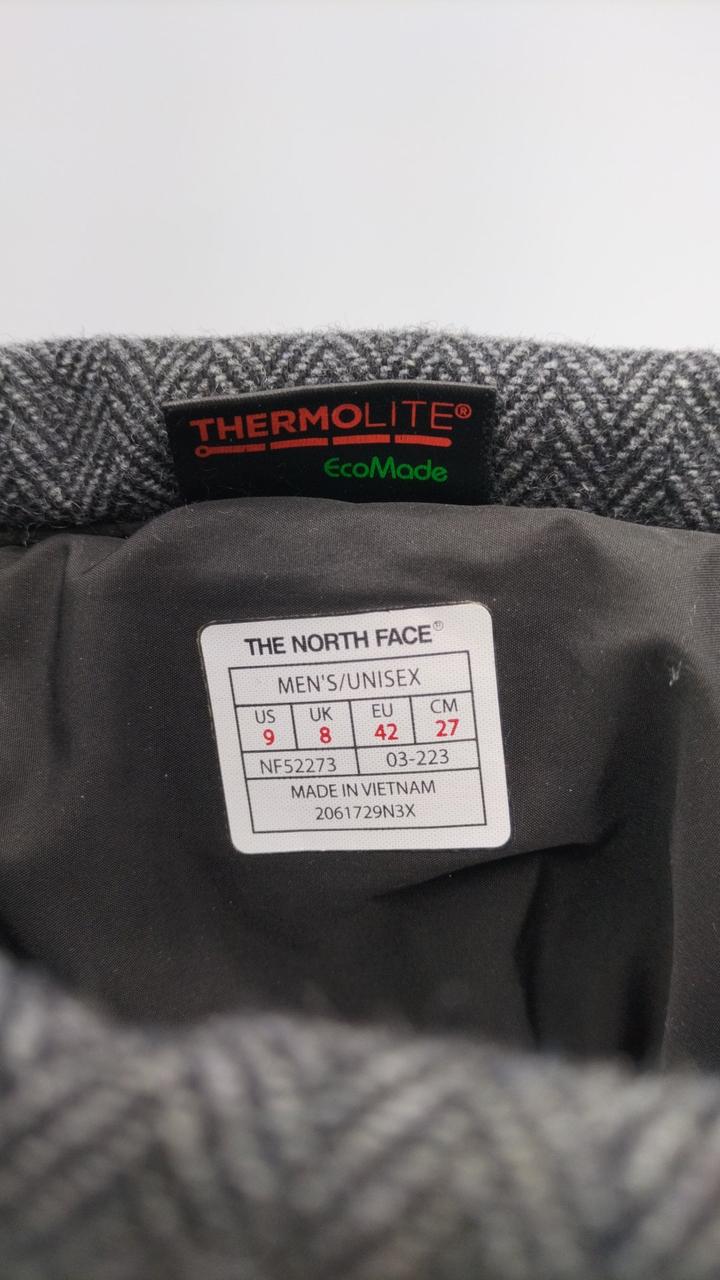 THERMOLITE®
EcoMade
THE NORTH FACE®
MEN'S/UNISEX
US UK EU CM
9 8 42 27
NF52273 03-223
MADE IN VIETNAM
2061729N3X